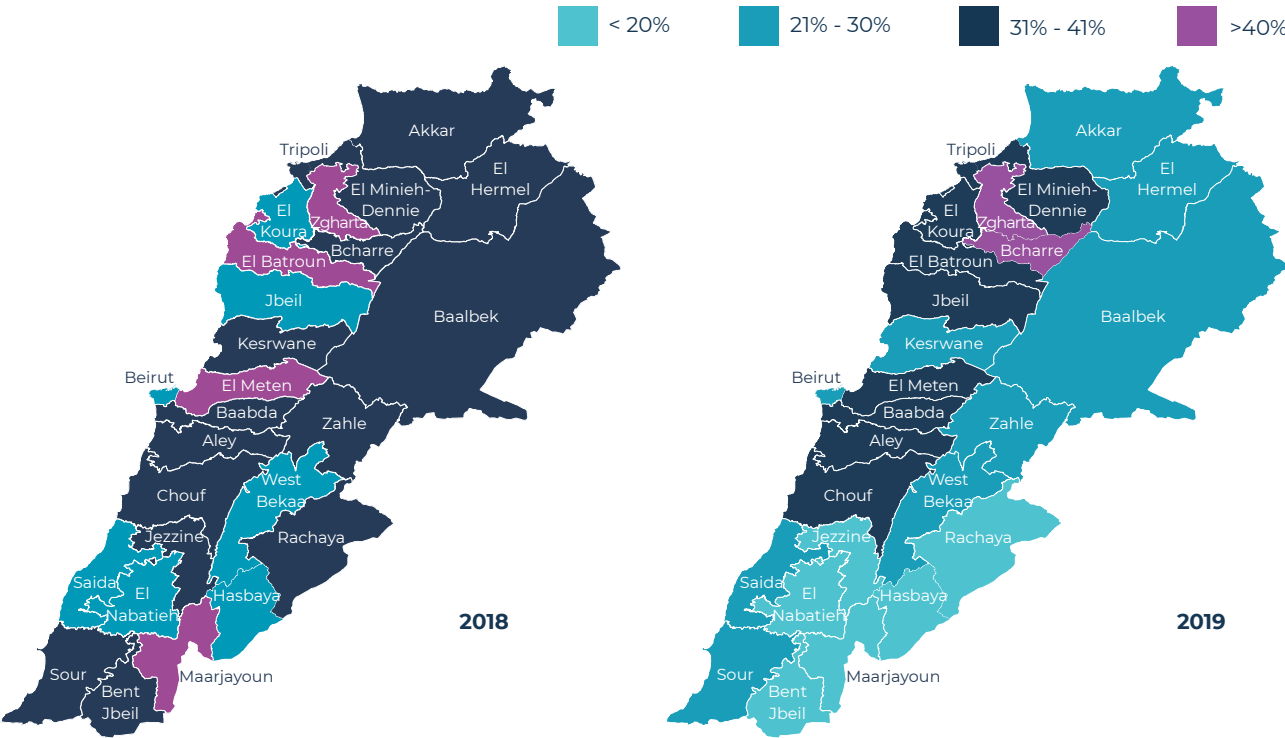 < 20%
21% - 30%
31% - 41%
>40%
Akkar
Tripoli
El
Hermel
El Minieh-
Dennie
El
Koura
Zgharta
Bcharre
El Batroun
Jbeil
Baalbek
Kesrwane
Beirut
El Meten
Baabda
Zahle
Aley
West
Bekaa
Chouf
Jezzine
Rachaya
Saida
El
Nabatieh
Hasbaya
2018
Sour
Maarjayoun
Bent
Jbeil
Akkar
Tripoli
El
Hermel
El Minieh-
Dennie
El
Koura
Zgharta
Bcharre
El Batroun
Jbeil
Baalbek
Kesrwane
Beirut
El Meten
Baabda
Zahle
Aley
West
Bekaa
Chouf
Jezzine
Rachaya
Saida
El
Nabatieh
Hasbaya
2019
Sour
Maarjayoun
Bent
Jbeil